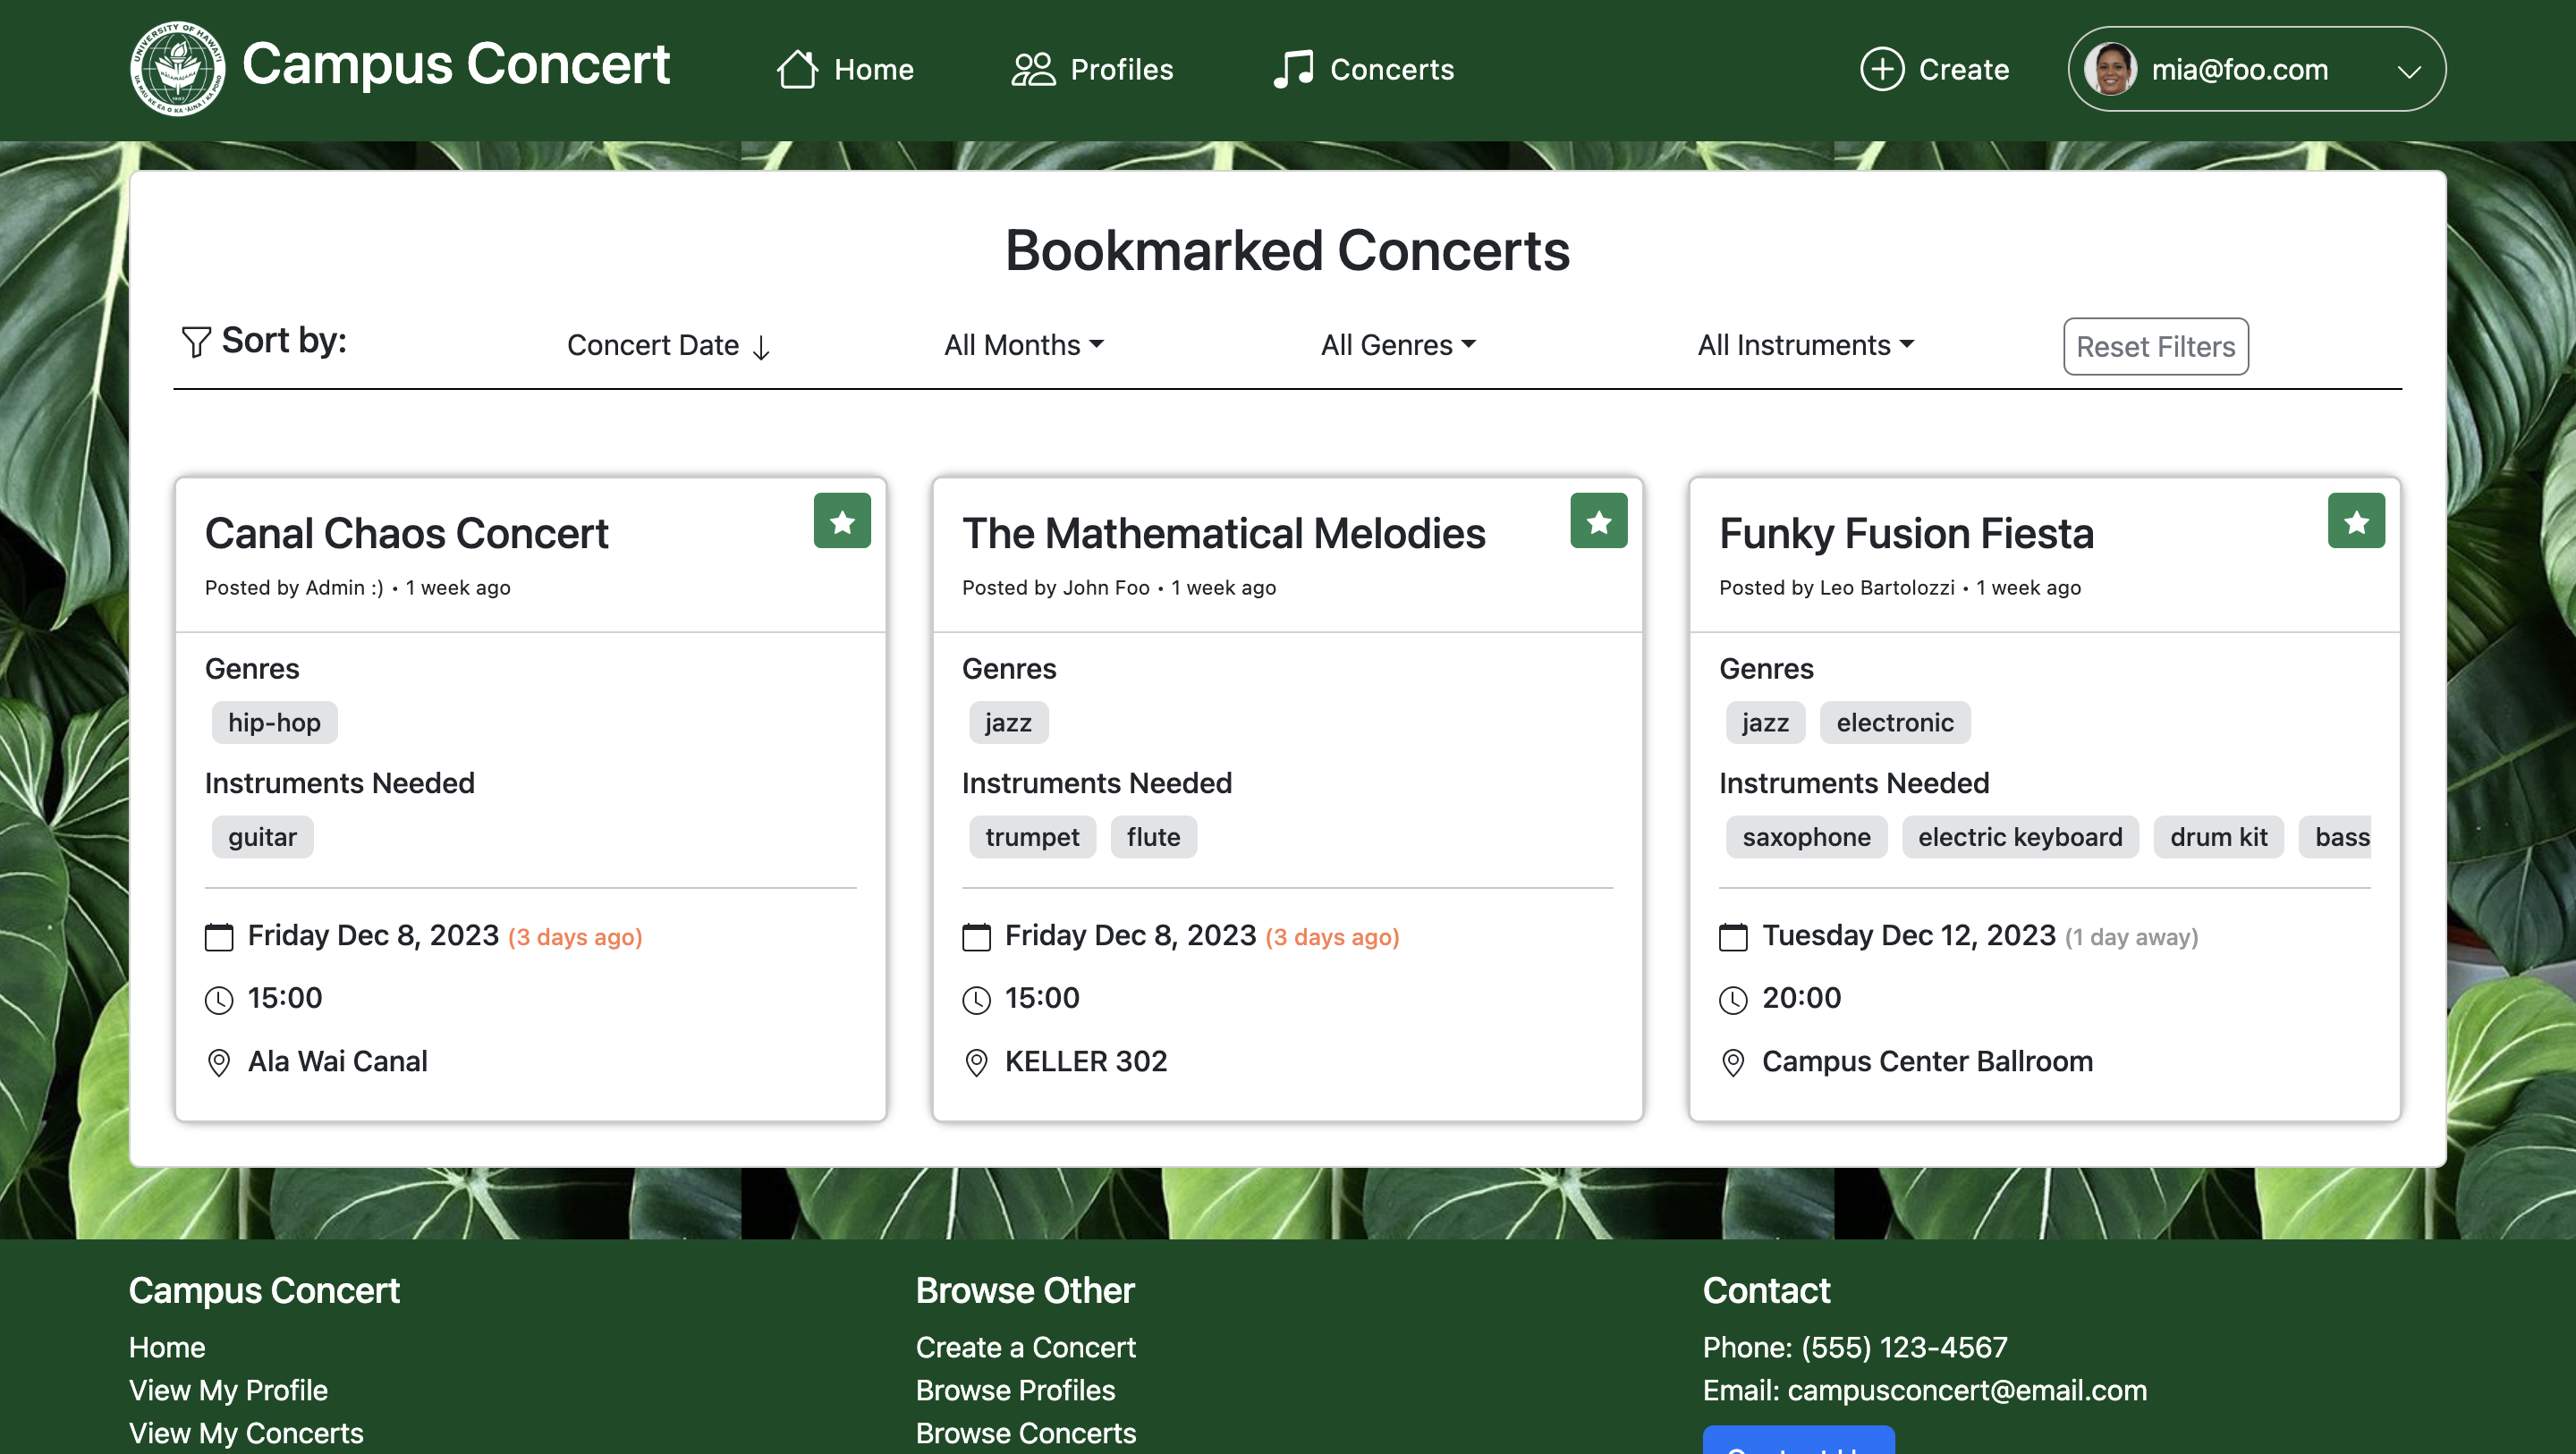 UNIVERSITY OF HAWAI'I
Campus Concert
Home
Profiles
Concerts
Create
mia@foo.com
Bookmarked Concerts
Sort by:
Concert Date ↓
All Months
All Genres
All Instruments
Reset Filters
Canal Chaos Concert
Posted by Admin :) • 1 week ago
Genres
hip-hop
Instruments Needed
guitar
Friday Dec 8, 2023 (3 days ago)
15:00
Ala Wai Canal
The Mathematical Melodies
Posted by John Foo • 1 week ago
Genres
jazz
Instruments Needed
trumpet flute
Friday Dec 8, 2023 (3 days ago)
15:00
KELLER 302
Funky Fusion Fiesta
Posted by Leo Bartolozzi • 1 week ago
Genres
jazz electronic
Instruments Needed
saxophone electric keyboard drum kit bass
Tuesday Dec 12, 2023 (1 day away)
20:00
Campus Center Ballroom
Campus Concert
Home
View My Profile
View My Concerts
Browse Other
Create a Concert
Browse Profiles
Browse Concerts
Contact
Phone: (555) 123-4567
Email: campusconcert@email.com